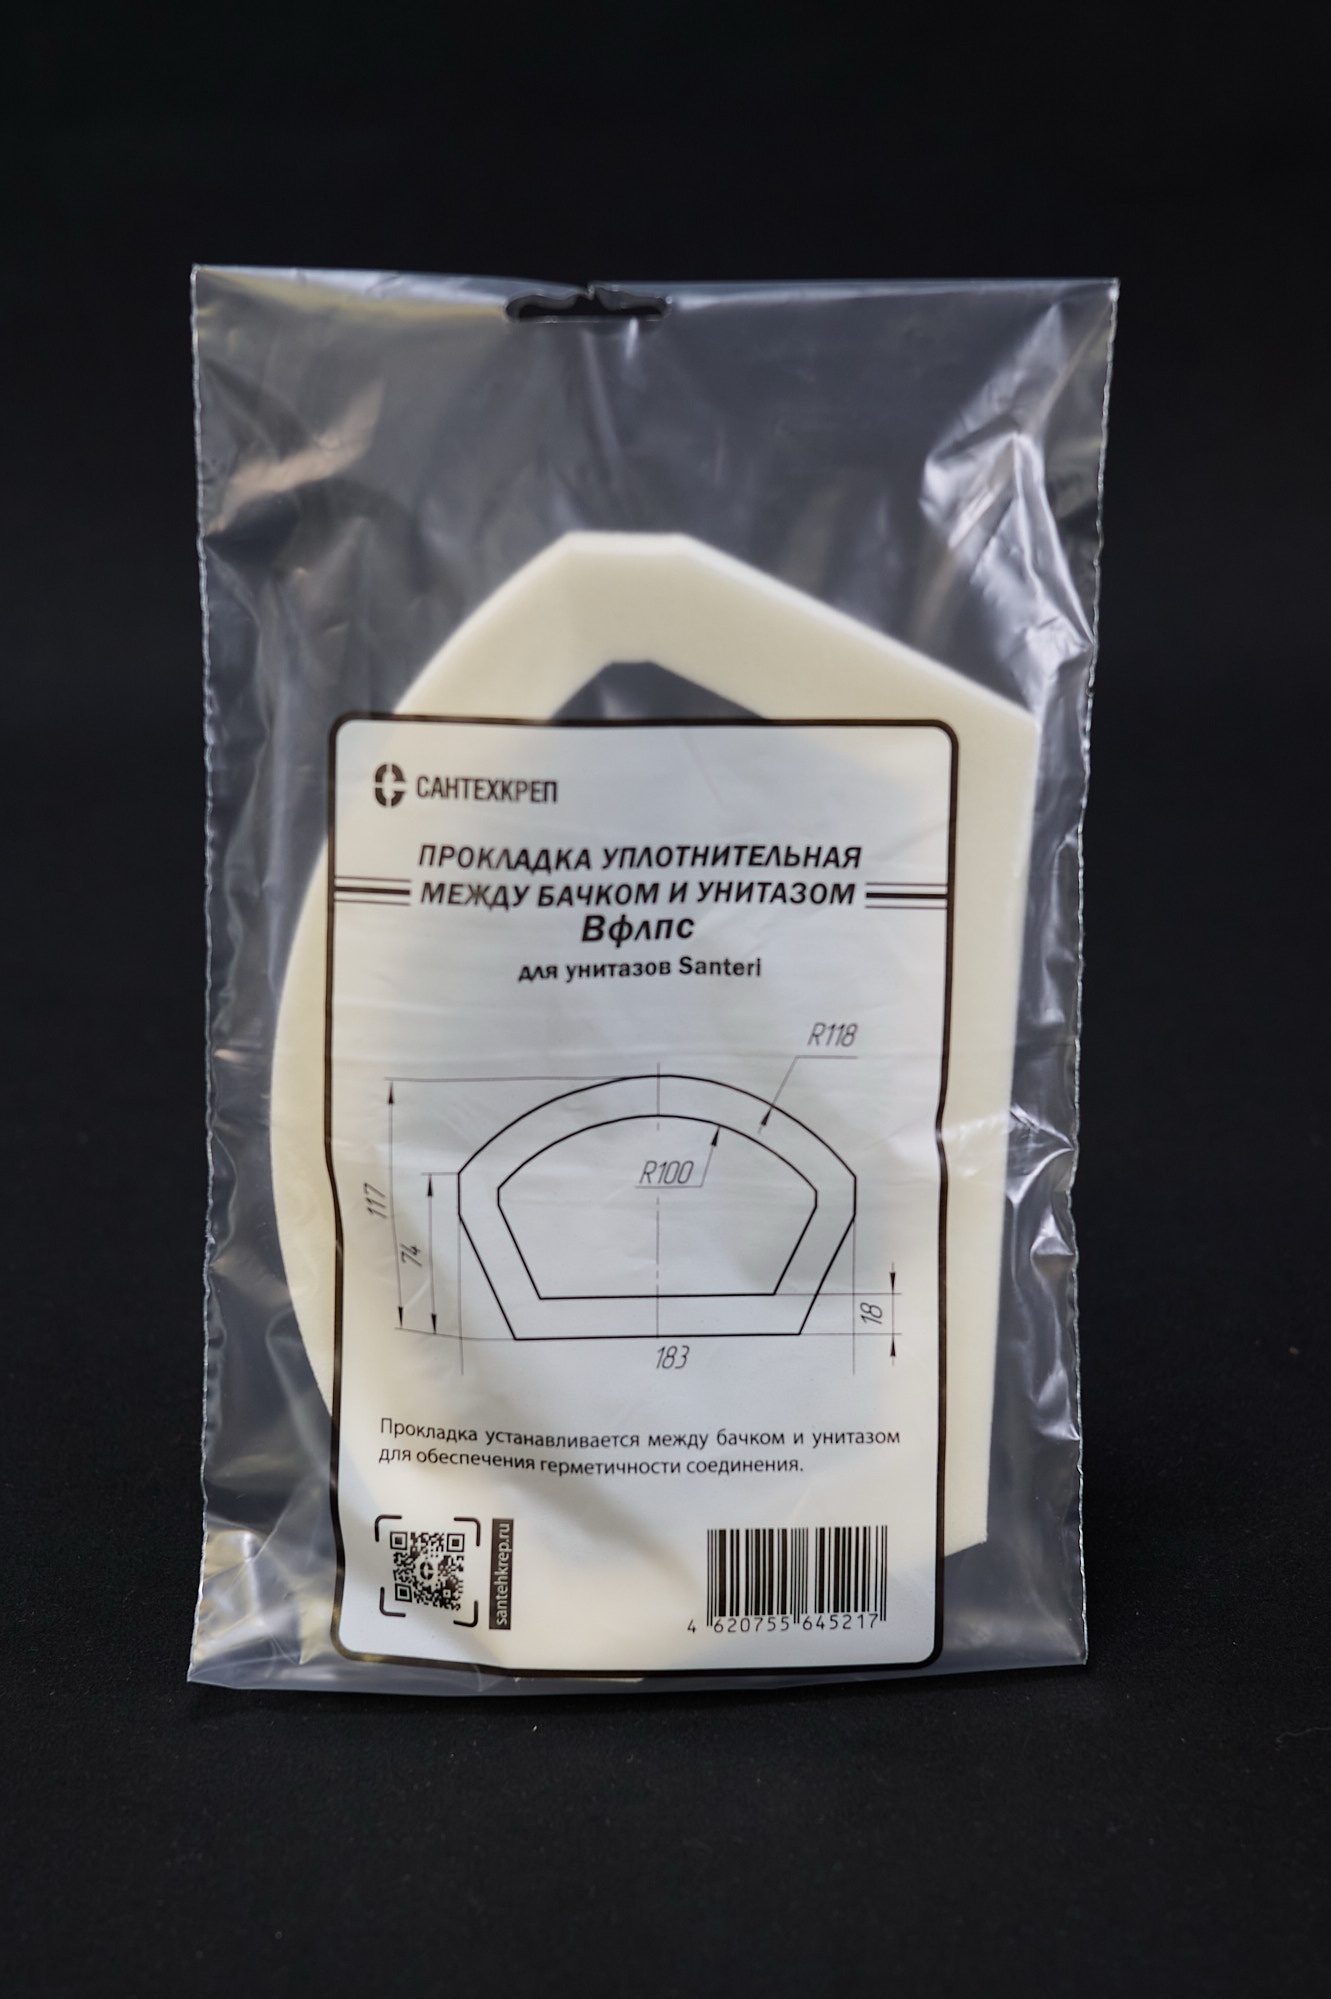 САНТЕХКРЕП
ПРОКЛАДКА УПЛОТНИТЕЛЬНАЯ
МЕЖДУ БАЧКОМ И УНИТАЗОМ
Вфлпс
для унитазов Santeri
R118
R100
117
74
18
183
Прокладка устанавливается между бачком и унитазом
для обеспечения герметичности соединения.
santehkrep.ru
4 620755 645217